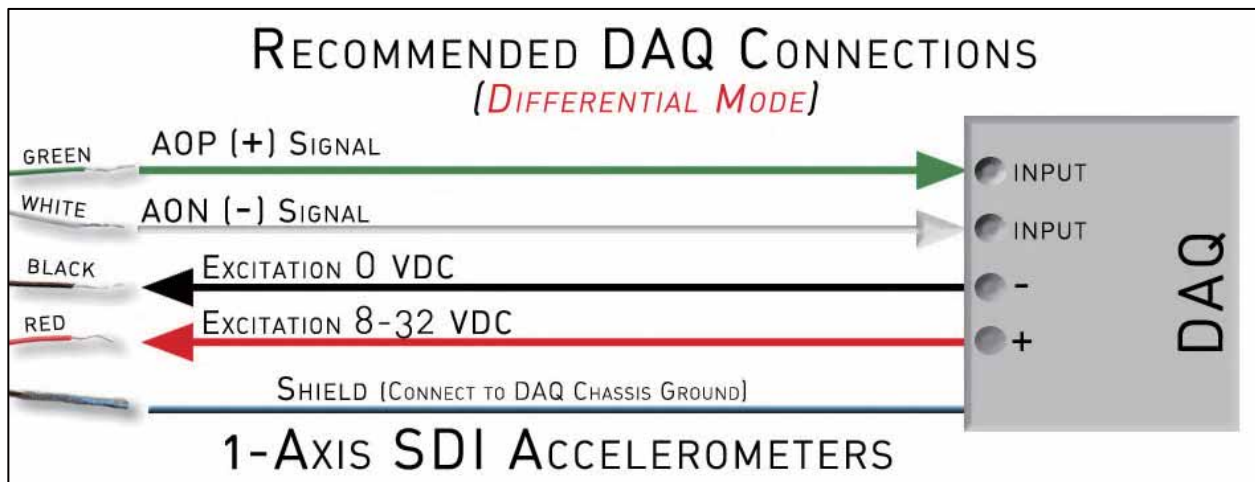 RECOMMENDED DAQ CONNECTIONS
(DIFFERENTIAL MODE)
GREEN
AOP (+) SIGNAL
INPUT
WHITE
AON (-) SIGNAL
INPUT
BLACK
EXCITATION 0 VDC
-
RED
EXCITATION 8-32 VDC
+
DAQ
SHIELD (CONNECT TO DAQ CHASSIS GROUND)
1-AXIS SDI ACCELEROMETERS